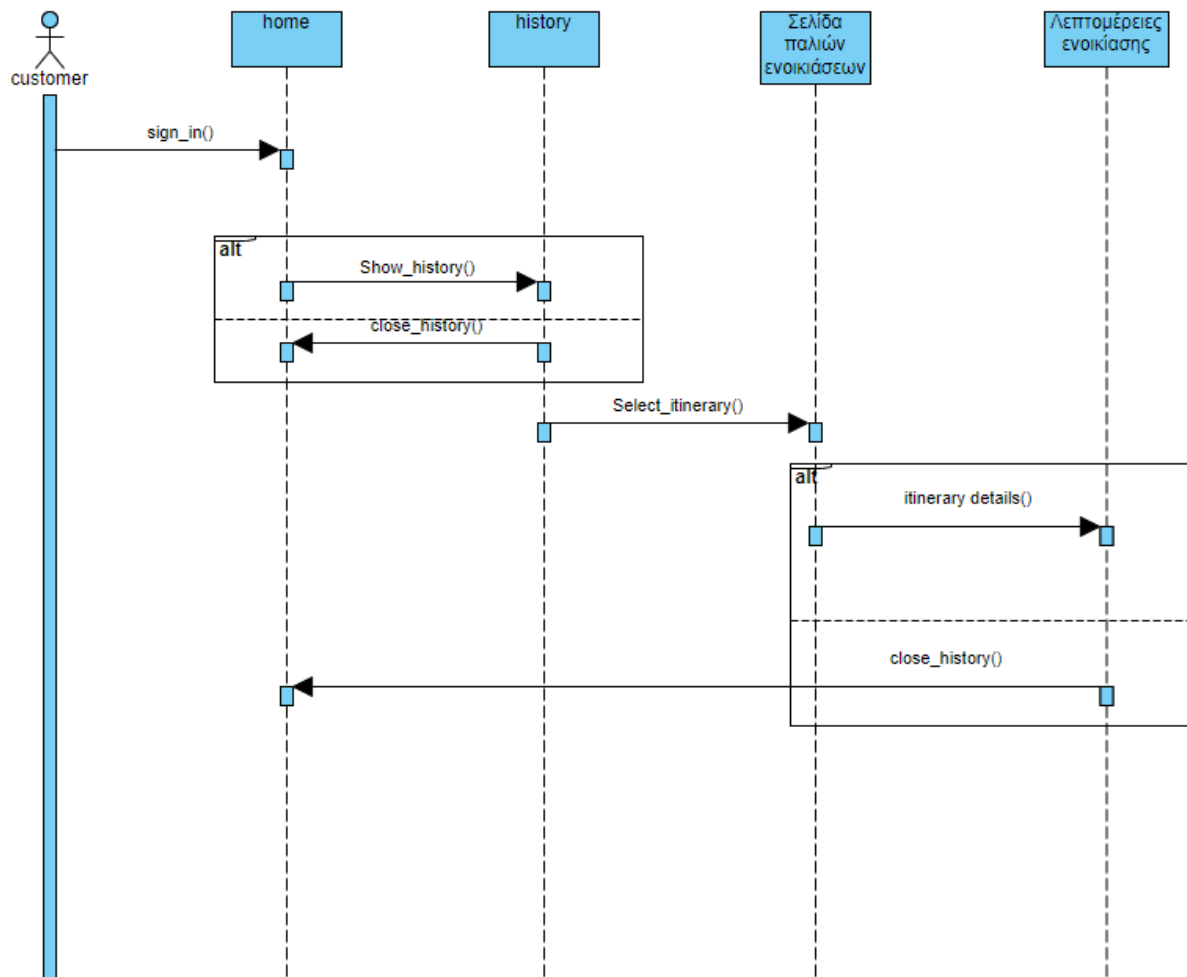 home
history
Σελίδα
παλιών
ενοικιάσεων
Λεπτομέρειες
ενοικίασης
customer
sign_in()
alt
Show_history()
close_history()
Select_itinerary()
alt
itinerary details()
close_history()